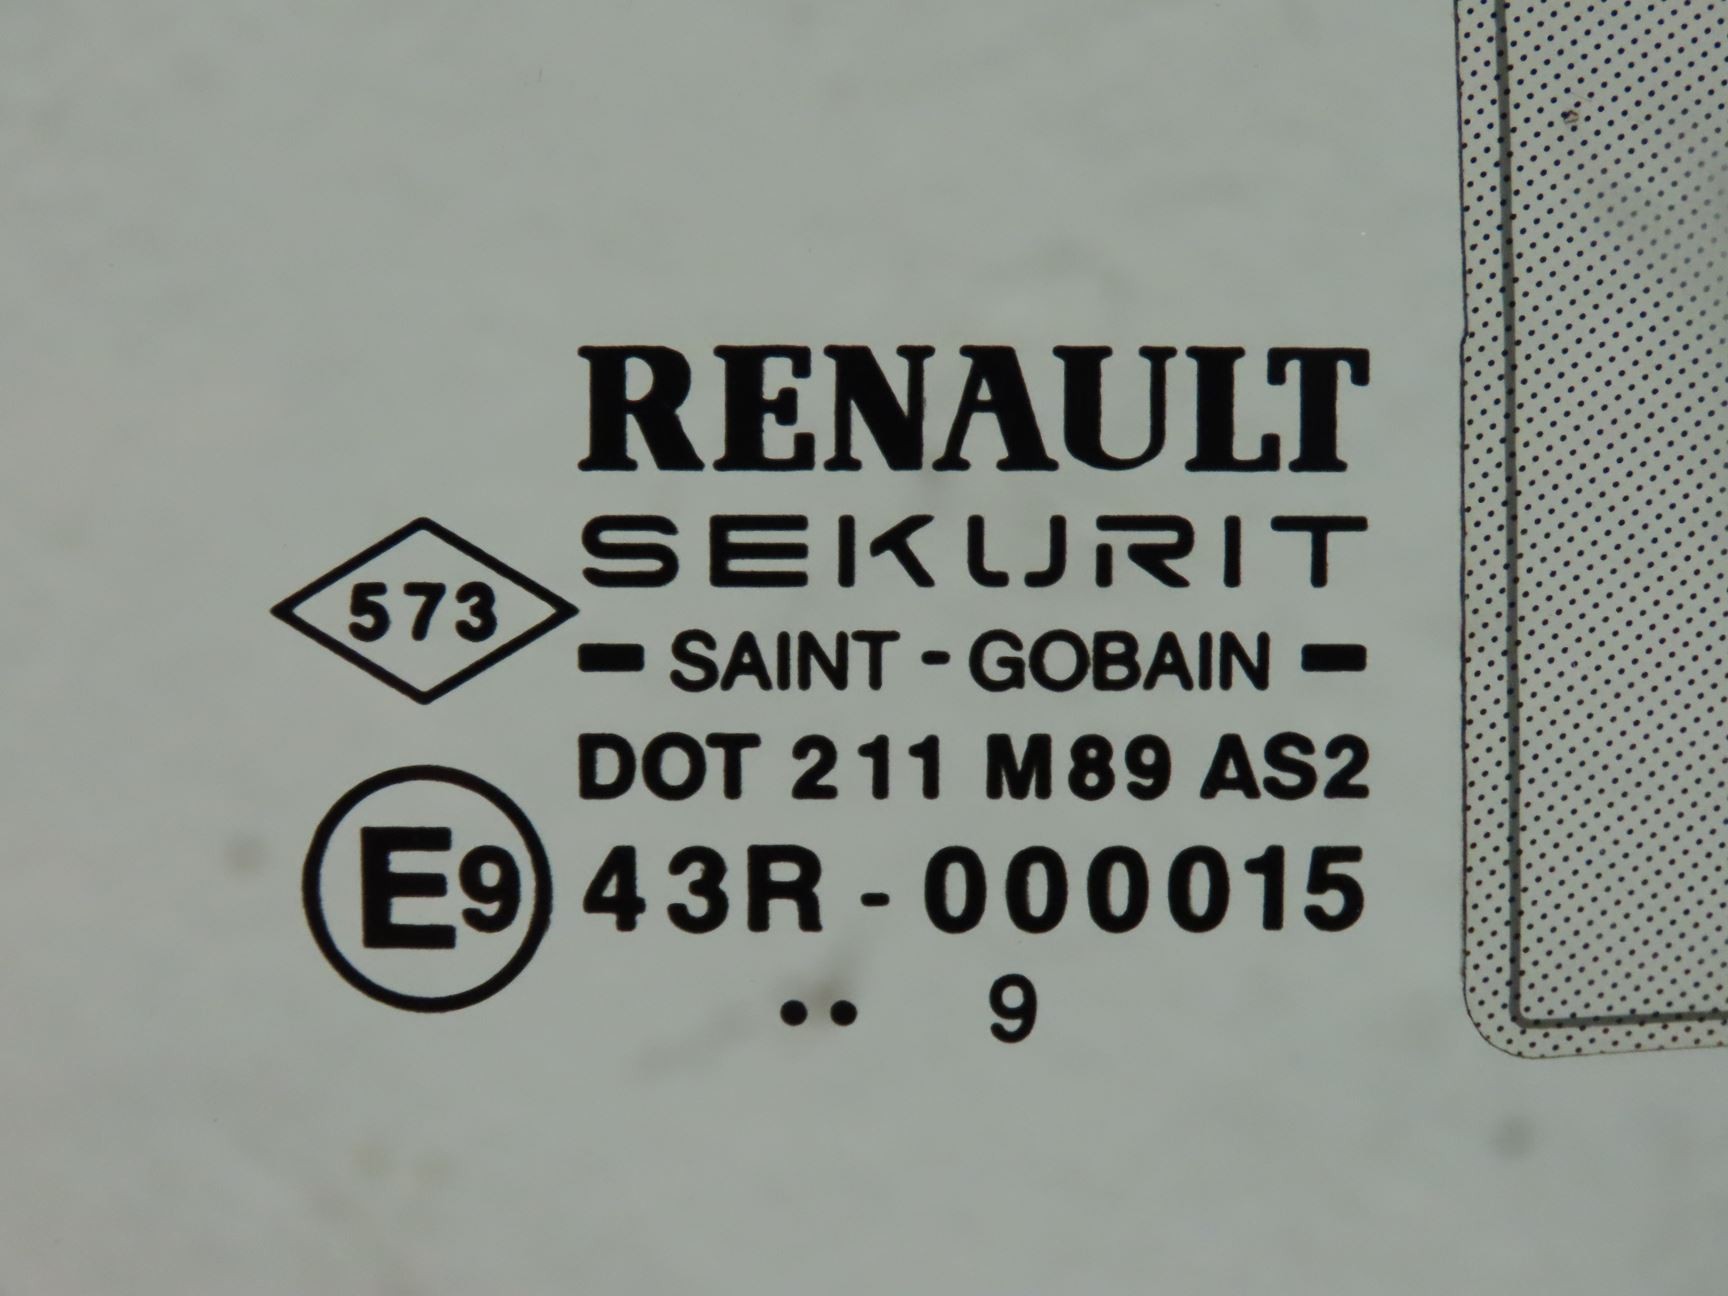 RENAULT
SEKURIT
573
- SAINT - GOBAIN -
DOT 211 M89 AS2
E9 43R - 000015
.. 9